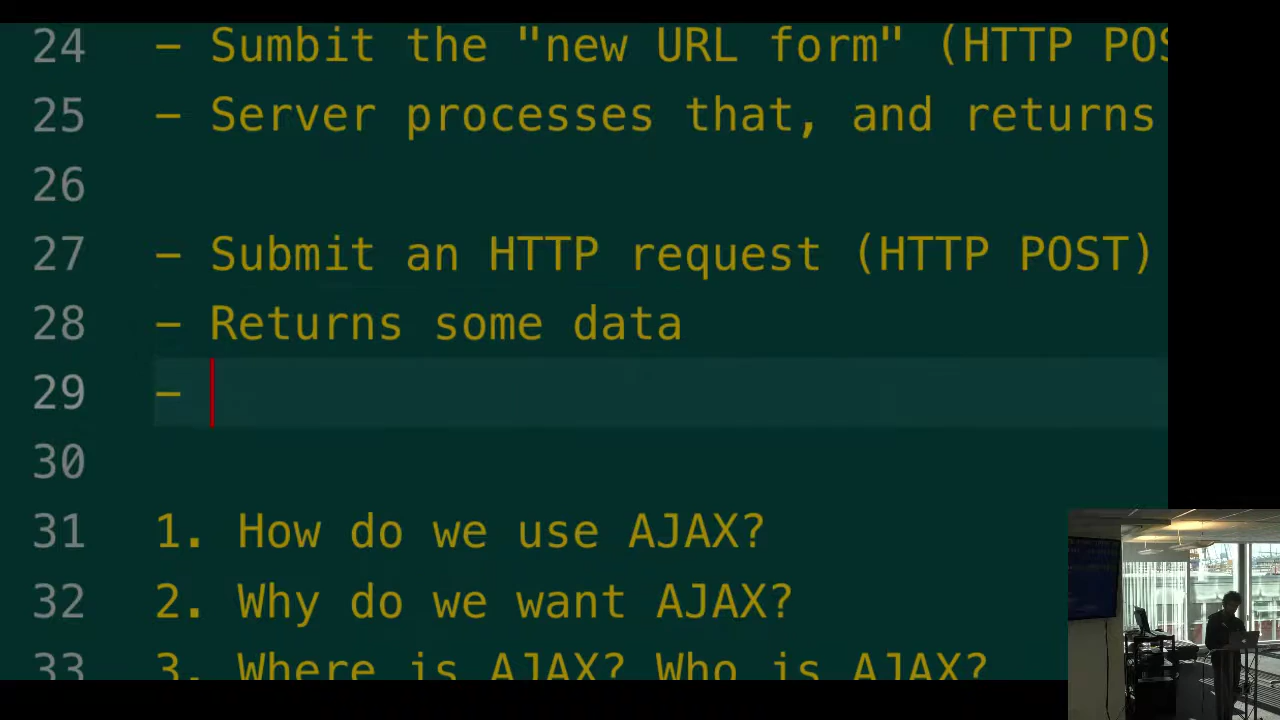 24 - Sumbit the "new URL form" (HTTP POS
25 - Server processes that, and returns
26
27 - Submit an HTTP request (HTTP POST)
28 - Returns some data
29 -
30
31 1. How do we use AJAX?
32 2. Why do we want AJAX?
33 3. Where is AJAX? Who is AJAX?